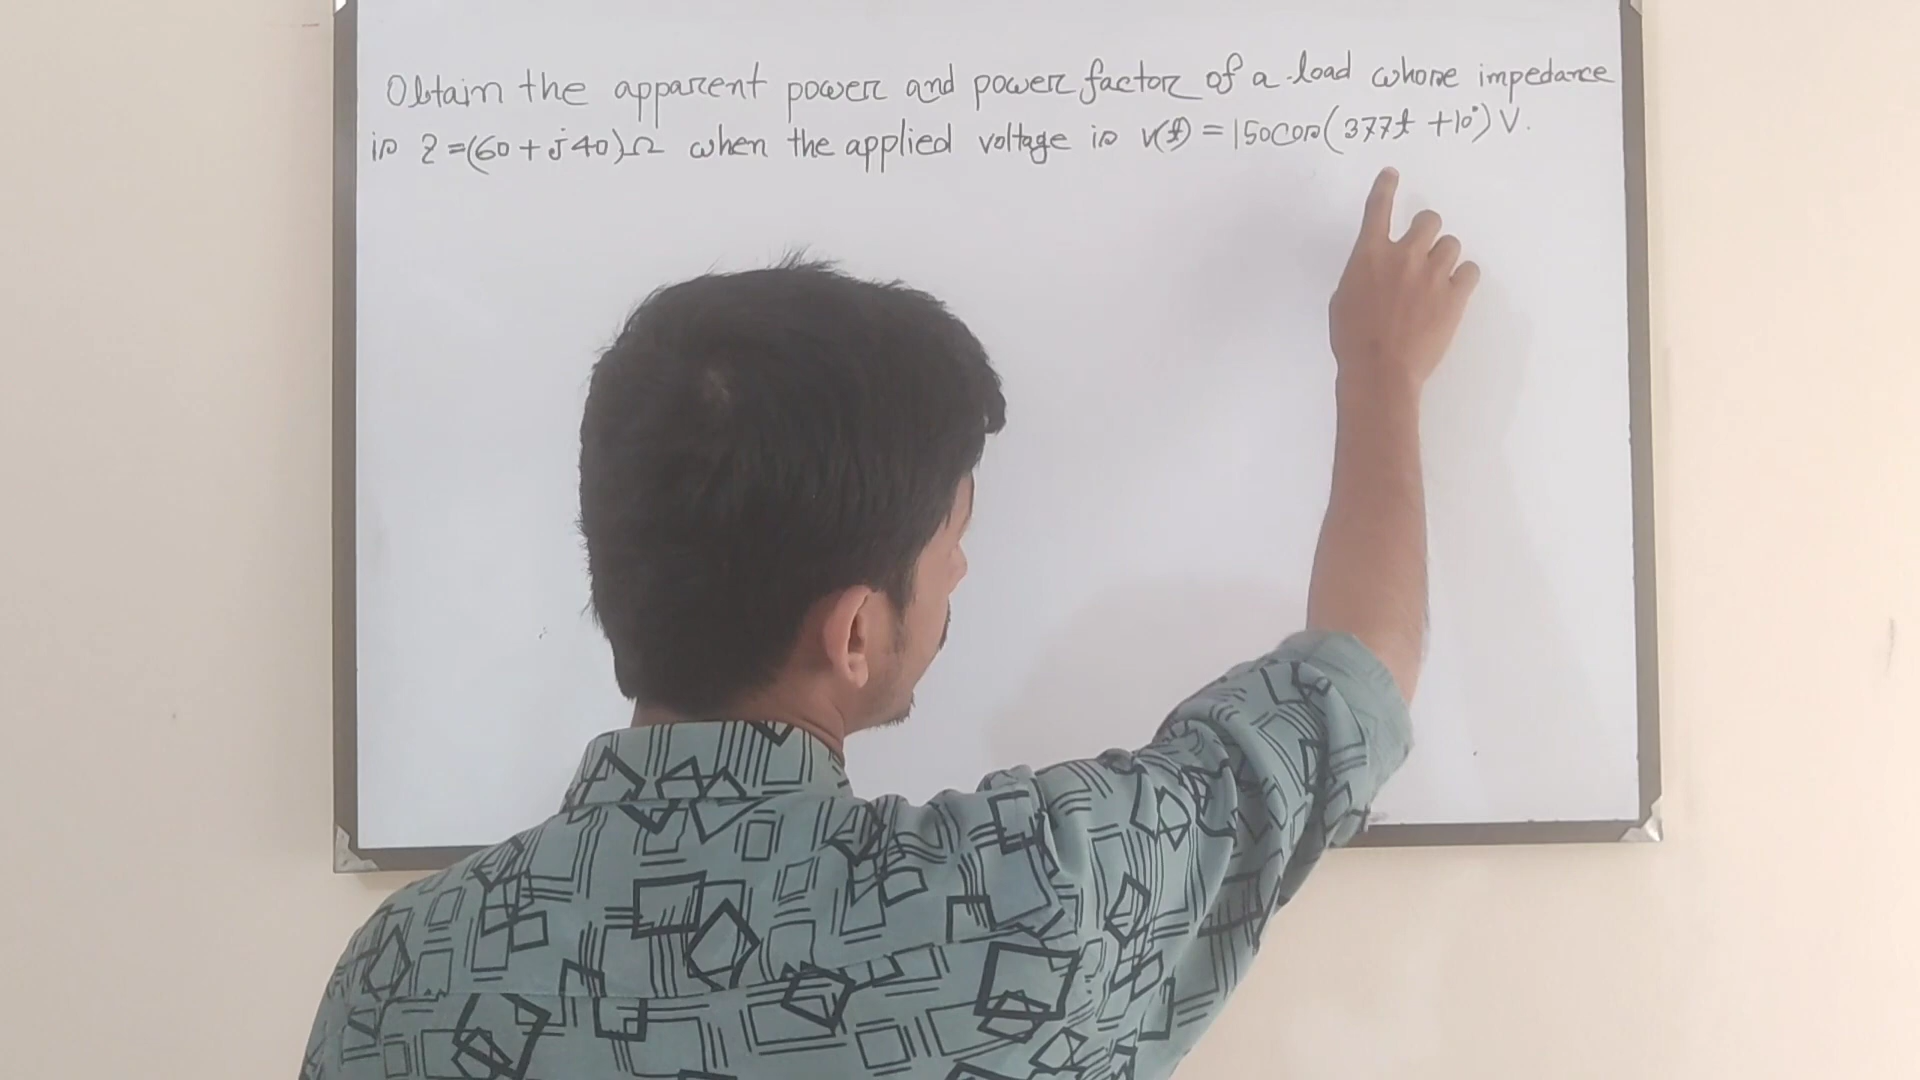 Obtain the apparent power and power factor of a load whose impedance
is Z = (60 + j40)Ω when the applied voltage is v(t) = 150cos(377t + 10°) V.